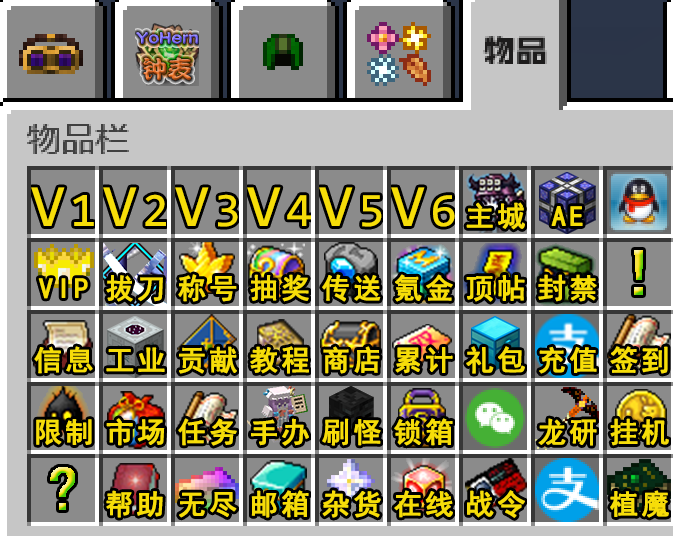 YoHern
钟表
物品
物品栏
V1 V2 V3 V4 V5 V6 主城 AE
VIP 拔刀 称号 抽奖 传送 氪金 顶帖 封禁 !
信息 工业 贡献 教程 商店 累计 礼包 充值 签到
限制 市场 任务 手办 刷怪 锁箱 龙研 挂机
? 帮助 无尽 邮箱 杂货 在线 战令 支 植魔